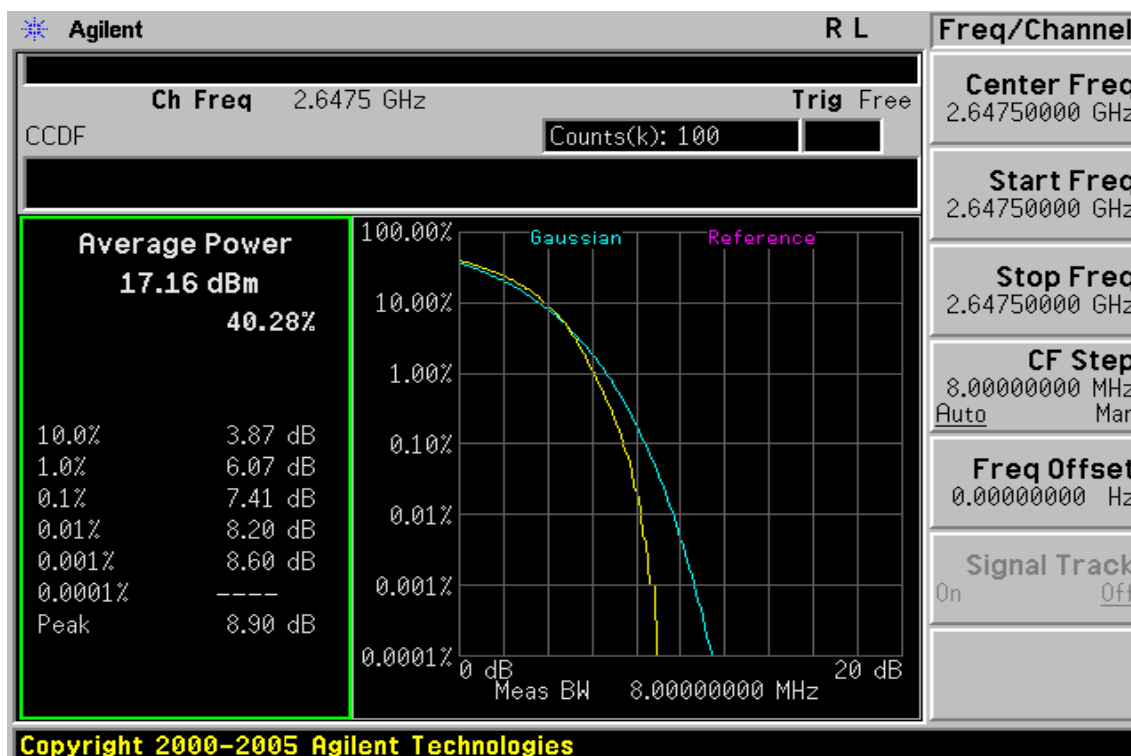 Agilent R L
Ch Freq 2.6475 GHz Trig Free
CCDF Counts(k): 100
Average Power
17.16 dBm
40.28%
10.0% 3.87 dB
1.0% 6.07 dB
0.1% 7.41 dB
0.01% 8.20 dB
0.001% 8.60 dB
0.0001% ----
Peak 8.90 dB
Gaussian Reference
100.00%
10.00%
1.00%
0.10%
0.01%
0.001%
0.0001%
0 dB 20 dB
Meas BW 8.00000000 MHz
Freq/Channel
Center Freq
2.64750000 GHz
Start Freq
2.64750000 GHz
Stop Freq
2.64750000 GHz
CF Step
8.00000000 MHz
Auto Man
Freq Offset
0.00000000 Hz
Signal Track
On Off
Copyright 2000-2005 Agilent Technologies